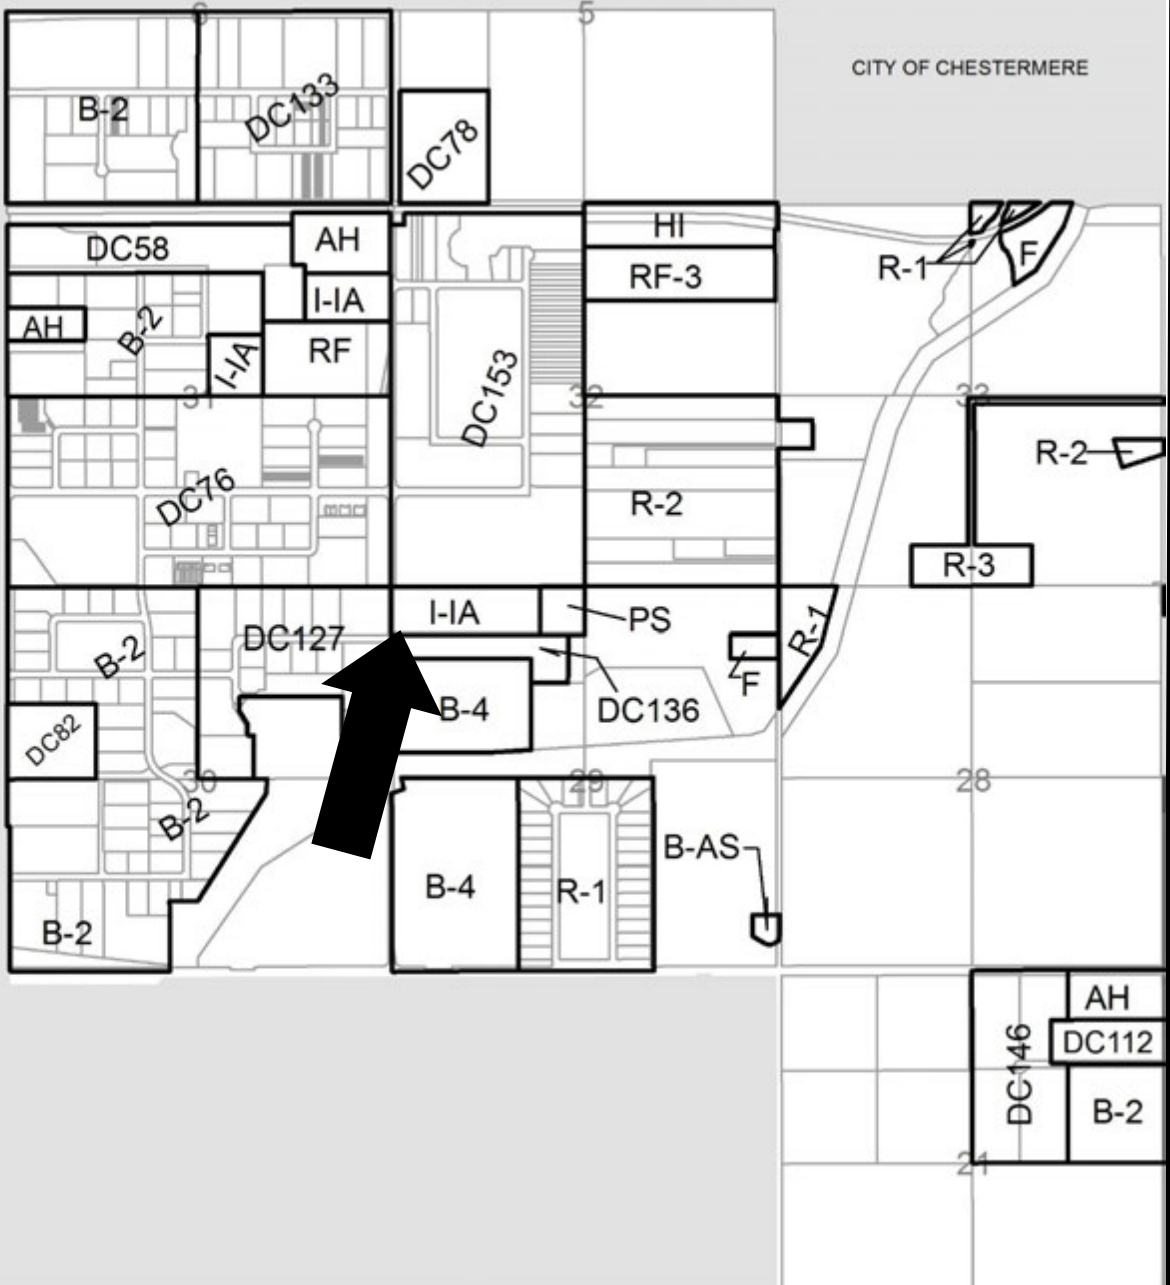 6
5
CITY OF CHESTERMERE
B-2
DC133
DC78
DC58
AH
HI
R-1
F
I-IA
RF-3
AH
B-2
I-IA
RF
DC153
31
32
33
R-2
DC76
R-2
R-3
I-IA
PS
R-1
DC127
B-2
F
B-4
DC136
DC82
30
29
28
B-2
B-AS
B-4
R-1
B-2
AH
DC146
DC112
B-2
21